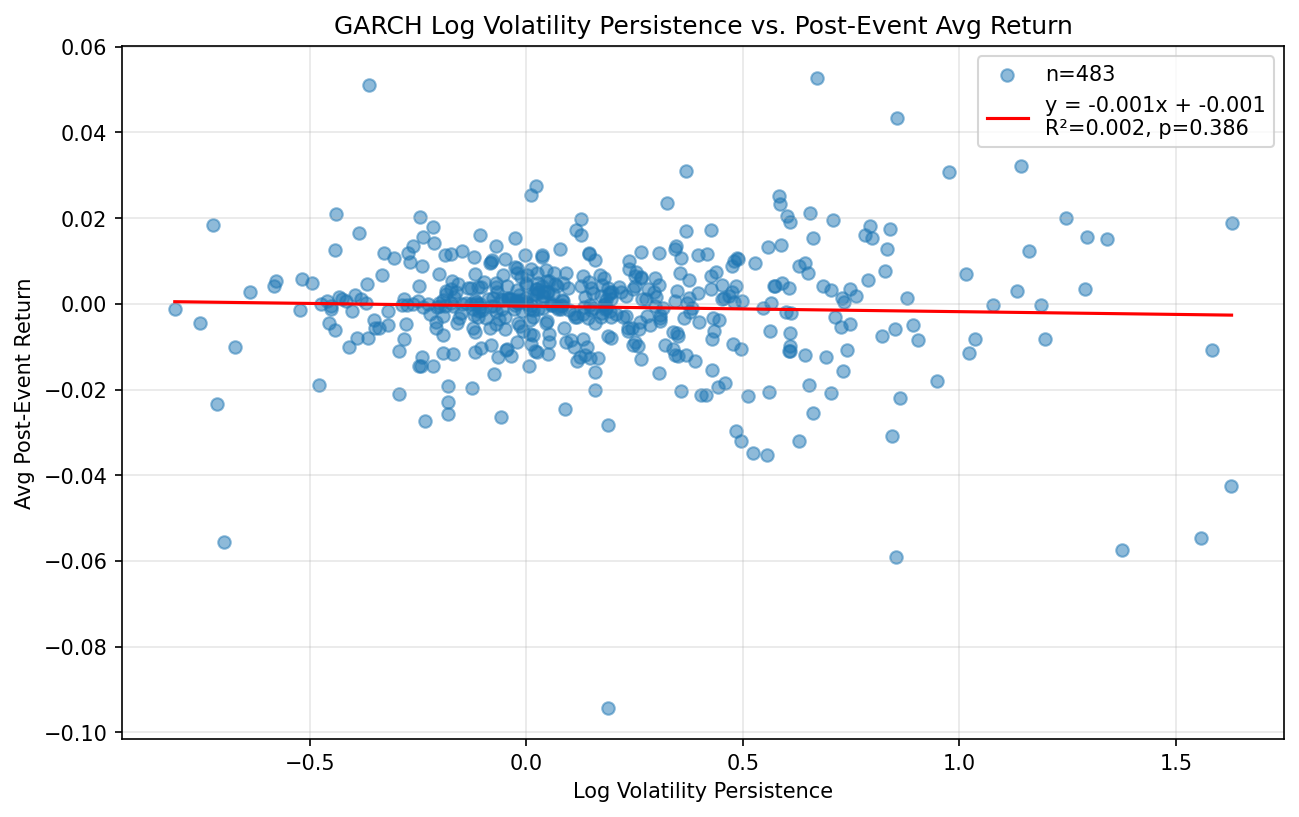 GARCH Log Volatility Persistence vs. Post-Event Avg Return
n=483
y = -0.001x + -0.001
R²=0.002, p=0.386
Avg Post-Event Return
0.06
0.04
0.02
0.00
−0.02
−0.04
−0.06
−0.08
−0.10
−0.5
0.0
0.5
1.0
1.5
Log Volatility Persistence